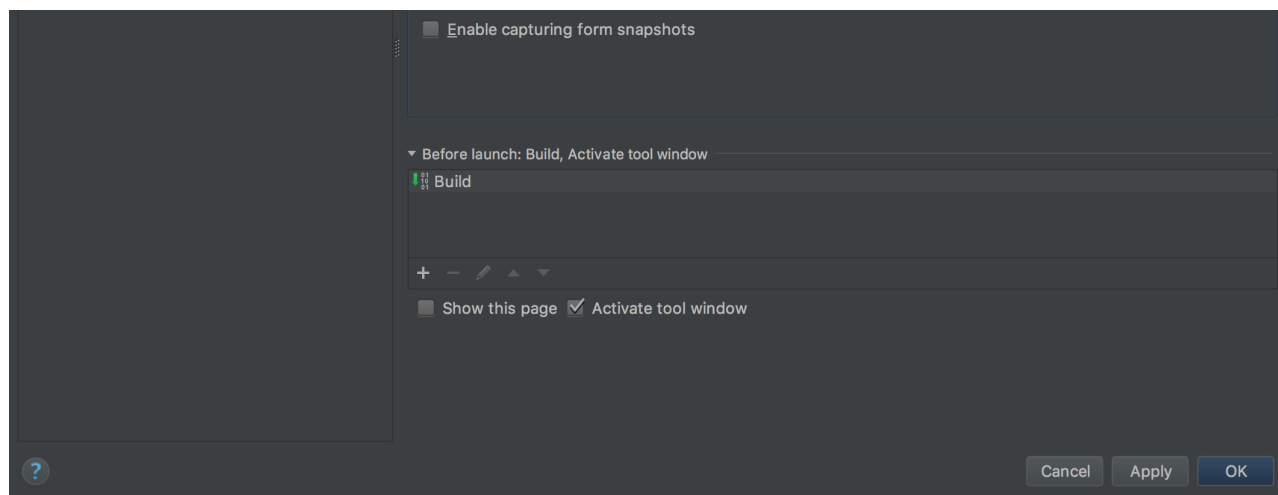 Enable capturing form snapshots
Before launch: Build, Activate tool window
Build
Show this page Activate tool window
? Cancel Apply OK